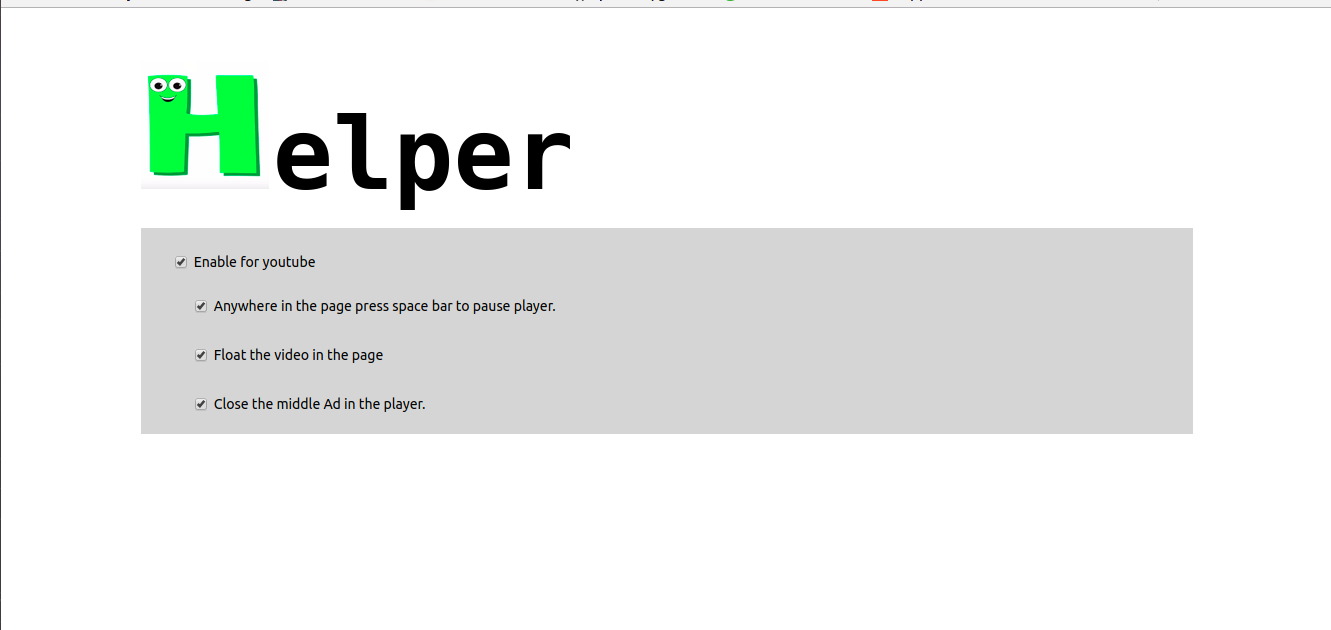 Helper
Enable for youtube
Anywhere in the page press space bar to pause player.
Float the video in the page
Close the middle Ad in the player.